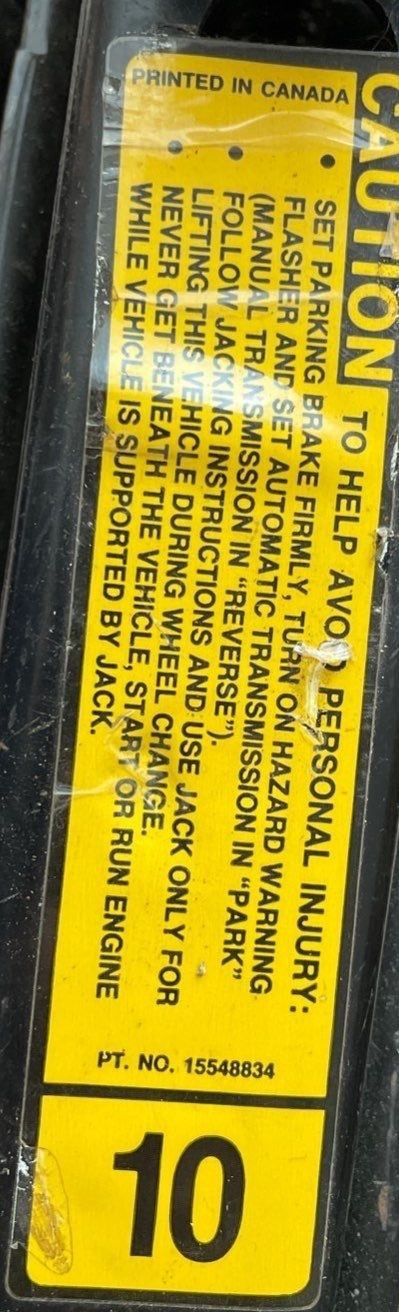 CAUTION TO HELP AVOID PERSONAL INJURY:
• SET PARKING BRAKE FIRMLY, TURN ON HAZARD WARNING
FLASHER AND SET AUTOMATIC TRANSMISSION IN "PARK"
(MANUAL TRANSMISSION IN "REVERSE").
• FOLLOW JACKING INSTRUCTIONS AND USE JACK ONLY FOR
LIFTING THIS VEHICLE DURING WHEEL CHANGE.
• NEVER GET BENEATH THE VEHICLE, START OR RUN ENGINE
WHILE VEHICLE IS SUPPORTED BY JACK.
PRINTED IN CANADA
PT. NO. 15548834
10